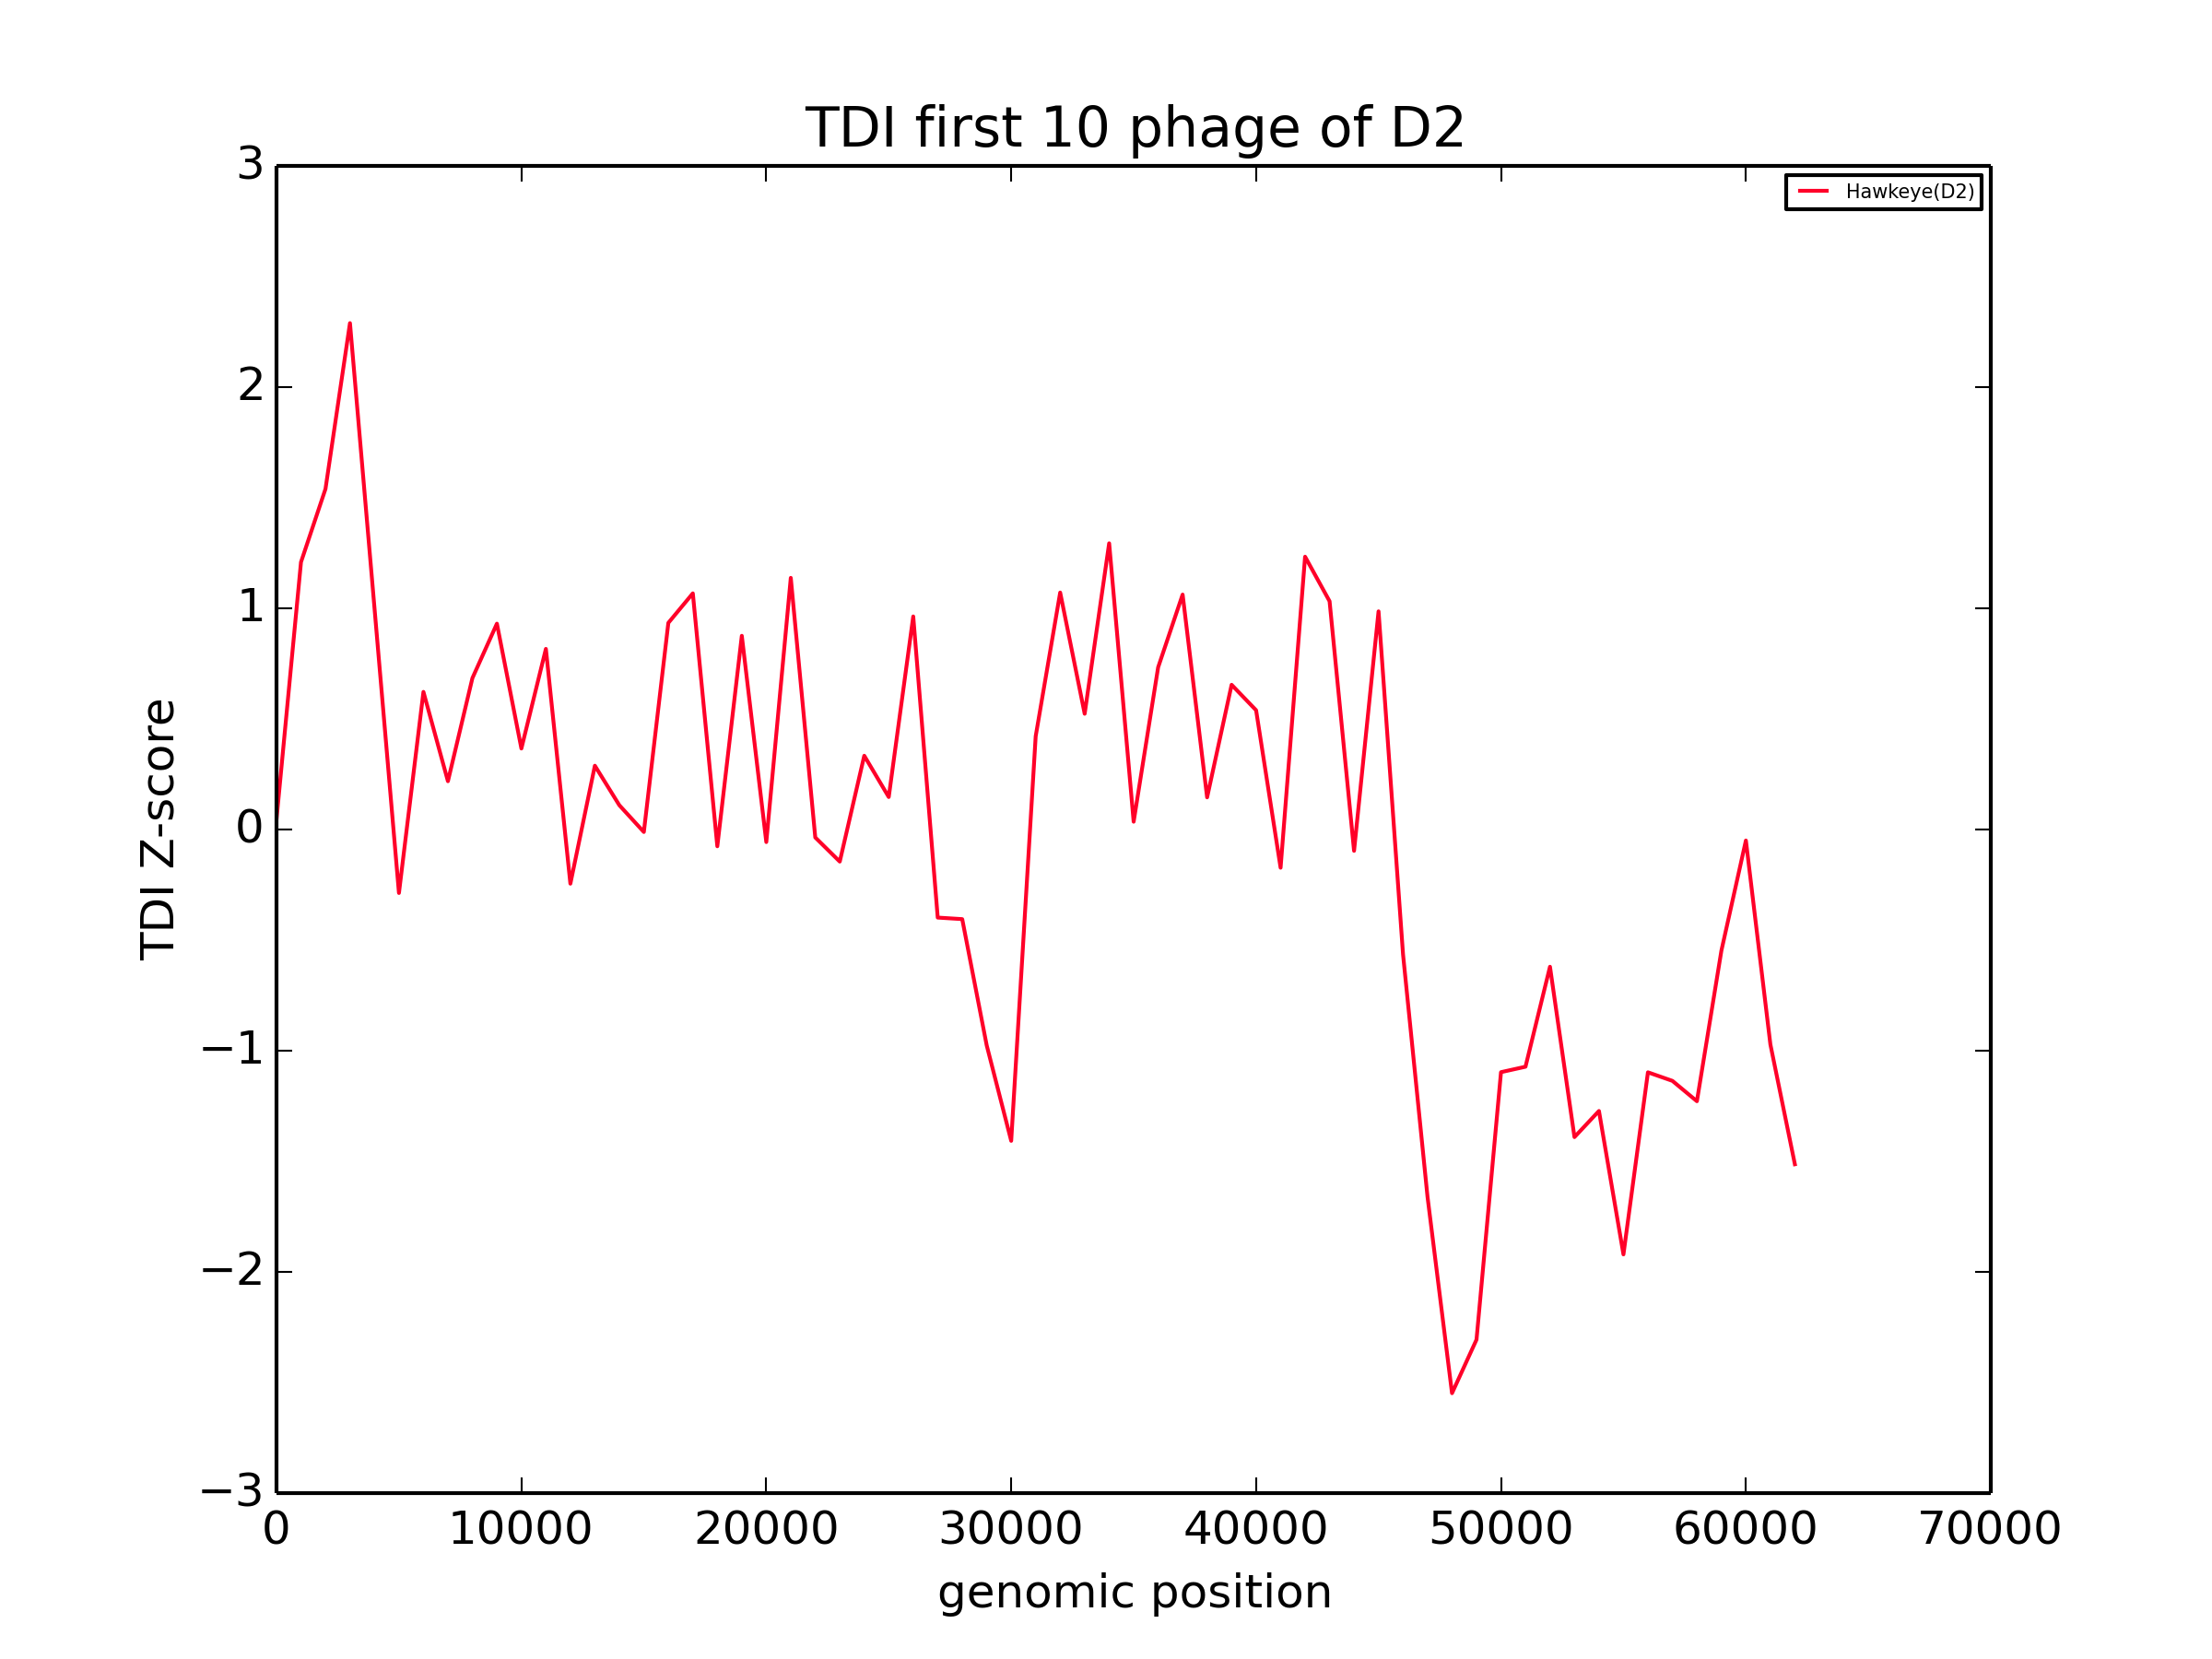 TDI first 10 phage of D2
Hawkeye(D2)
3
2
1
0
−1
−2
−3
TDI Z-score
0 10000 20000 30000 40000 50000 60000 70000
genomic position